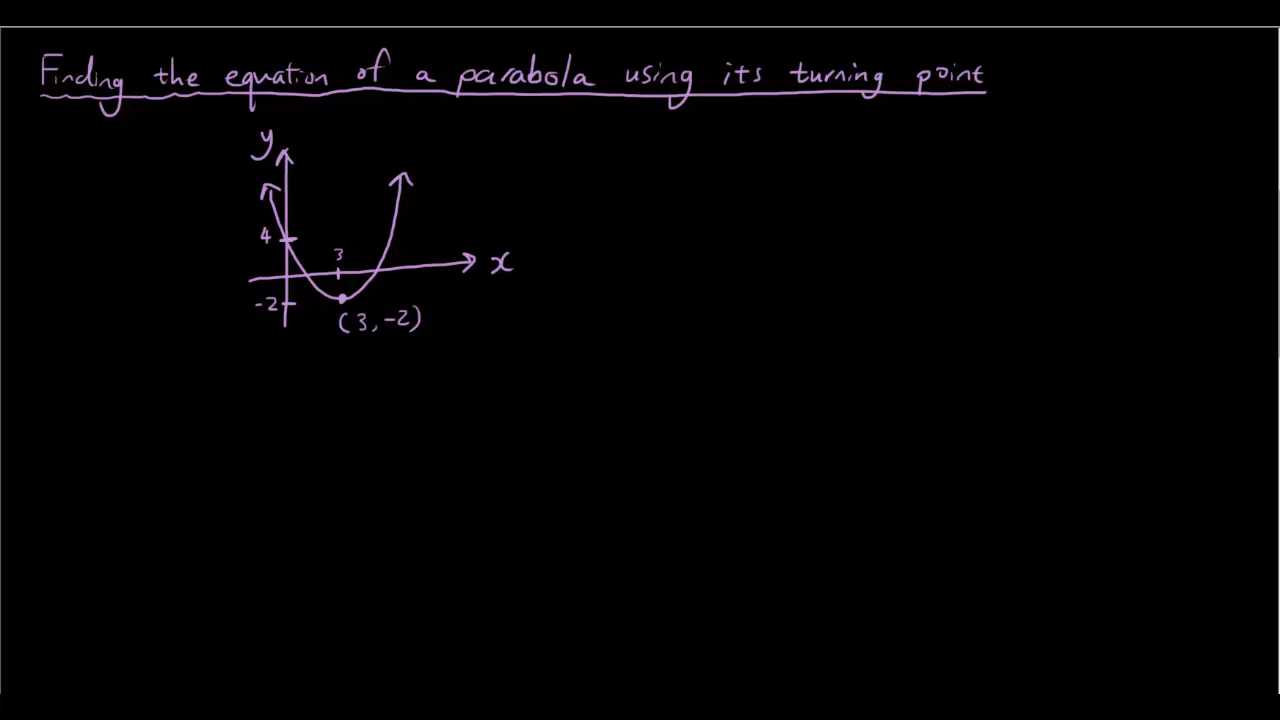 Finding the equation of a parabola using its turning point
y
4
3
x
-2
(3, -2)